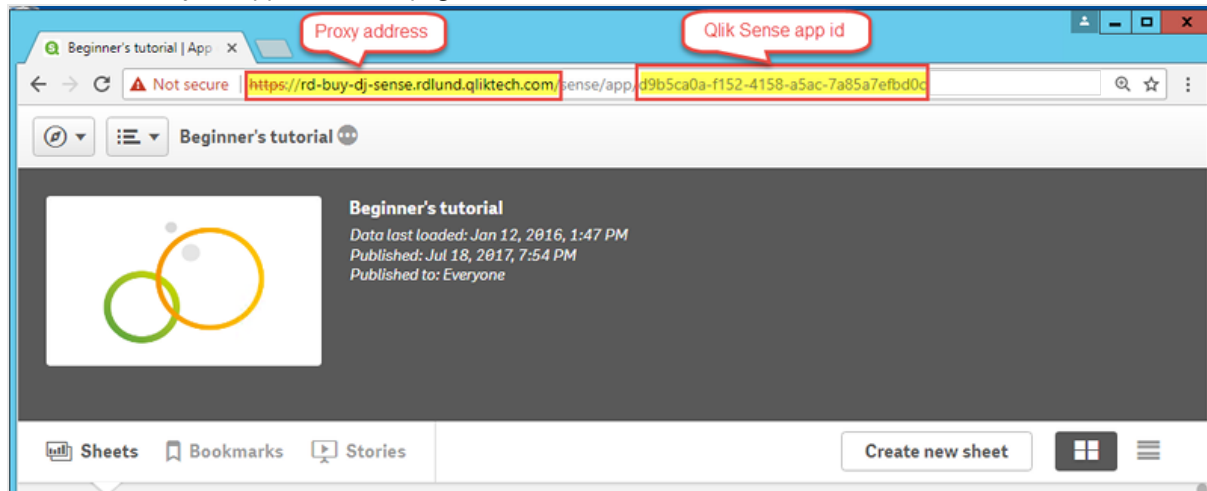 Proxy address
Qlik Sense app id
Beginner's tutorial | App
Not secure | https://rd-buy-dj-sense.rdlund.qliktech.com/sense/app/d9b5ca0a-f152-4158-a5ac-7a85a7efbd0c
Beginner's tutorial
Beginner's tutorial
Data last loaded: Jan 12, 2016, 1:47 PM
Published: Jul 18, 2017, 7:54 PM
Published to: Everyone
Sheets Bookmarks Stories Create new sheet